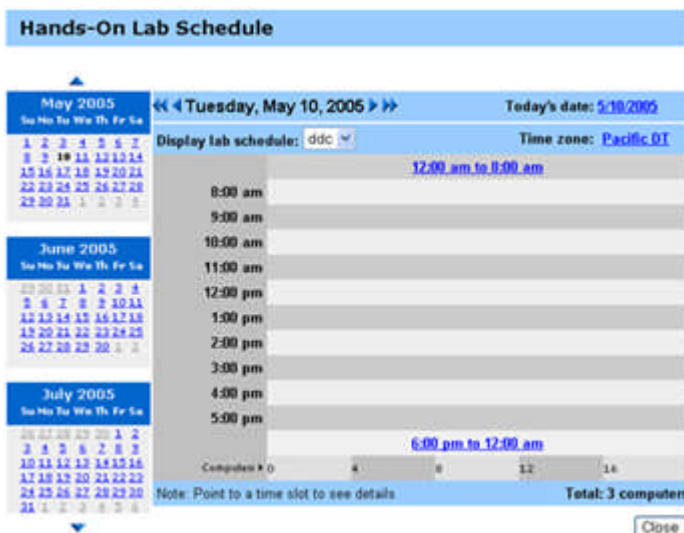 Hands-On Lab Schedule
May 2005
Su Mo Tu We Th Fr Sa
1 2 3 4 5 6 7
8 9 10 11 12 13 14
15 16 17 18 19 20 21
22 23 24 25 26 27 28
29 30 31 1 2 3 4
June 2005
Su Mo Tu We Th Fr Sa
29 30 31 1 2 3 4
5 6 7 8 9 10 11
12 13 14 15 16 17 18
19 20 21 22 23 24 25
26 27 28 29 30 1 2
July 2005
Su Mo Tu We Th Fr Sa
26 27 28 29 30 1 2
3 4 5 6 7 8 9
10 11 12 13 14 15 16
17 18 19 20 21 22 23
24 25 26 27 28 29 30
31 1 2 3 4 5 6
Tuesday, May 10, 2005 Today's date: 5/10/2005
Display lab schedule: ddc Time zone: Pacific DT
12:00 am to 8:00 am
8:00 am
9:00 am
10:00 am
11:00 am
12:00 pm
1:00 pm
2:00 pm
3:00 pm
4:00 pm
5:00 pm
6:00 pm to 12:00 am
Computers 0 4 8 12 16
Note: Point to a time slot to see details Total: 3 computers
Close